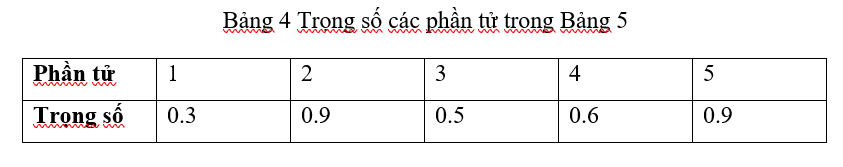 Bảng 4 Trọng số các phần tử trong Bảng 5
Phần tử 1 2 3 4 5
Trọng số 0.3 0.9 0.5 0.6 0.9